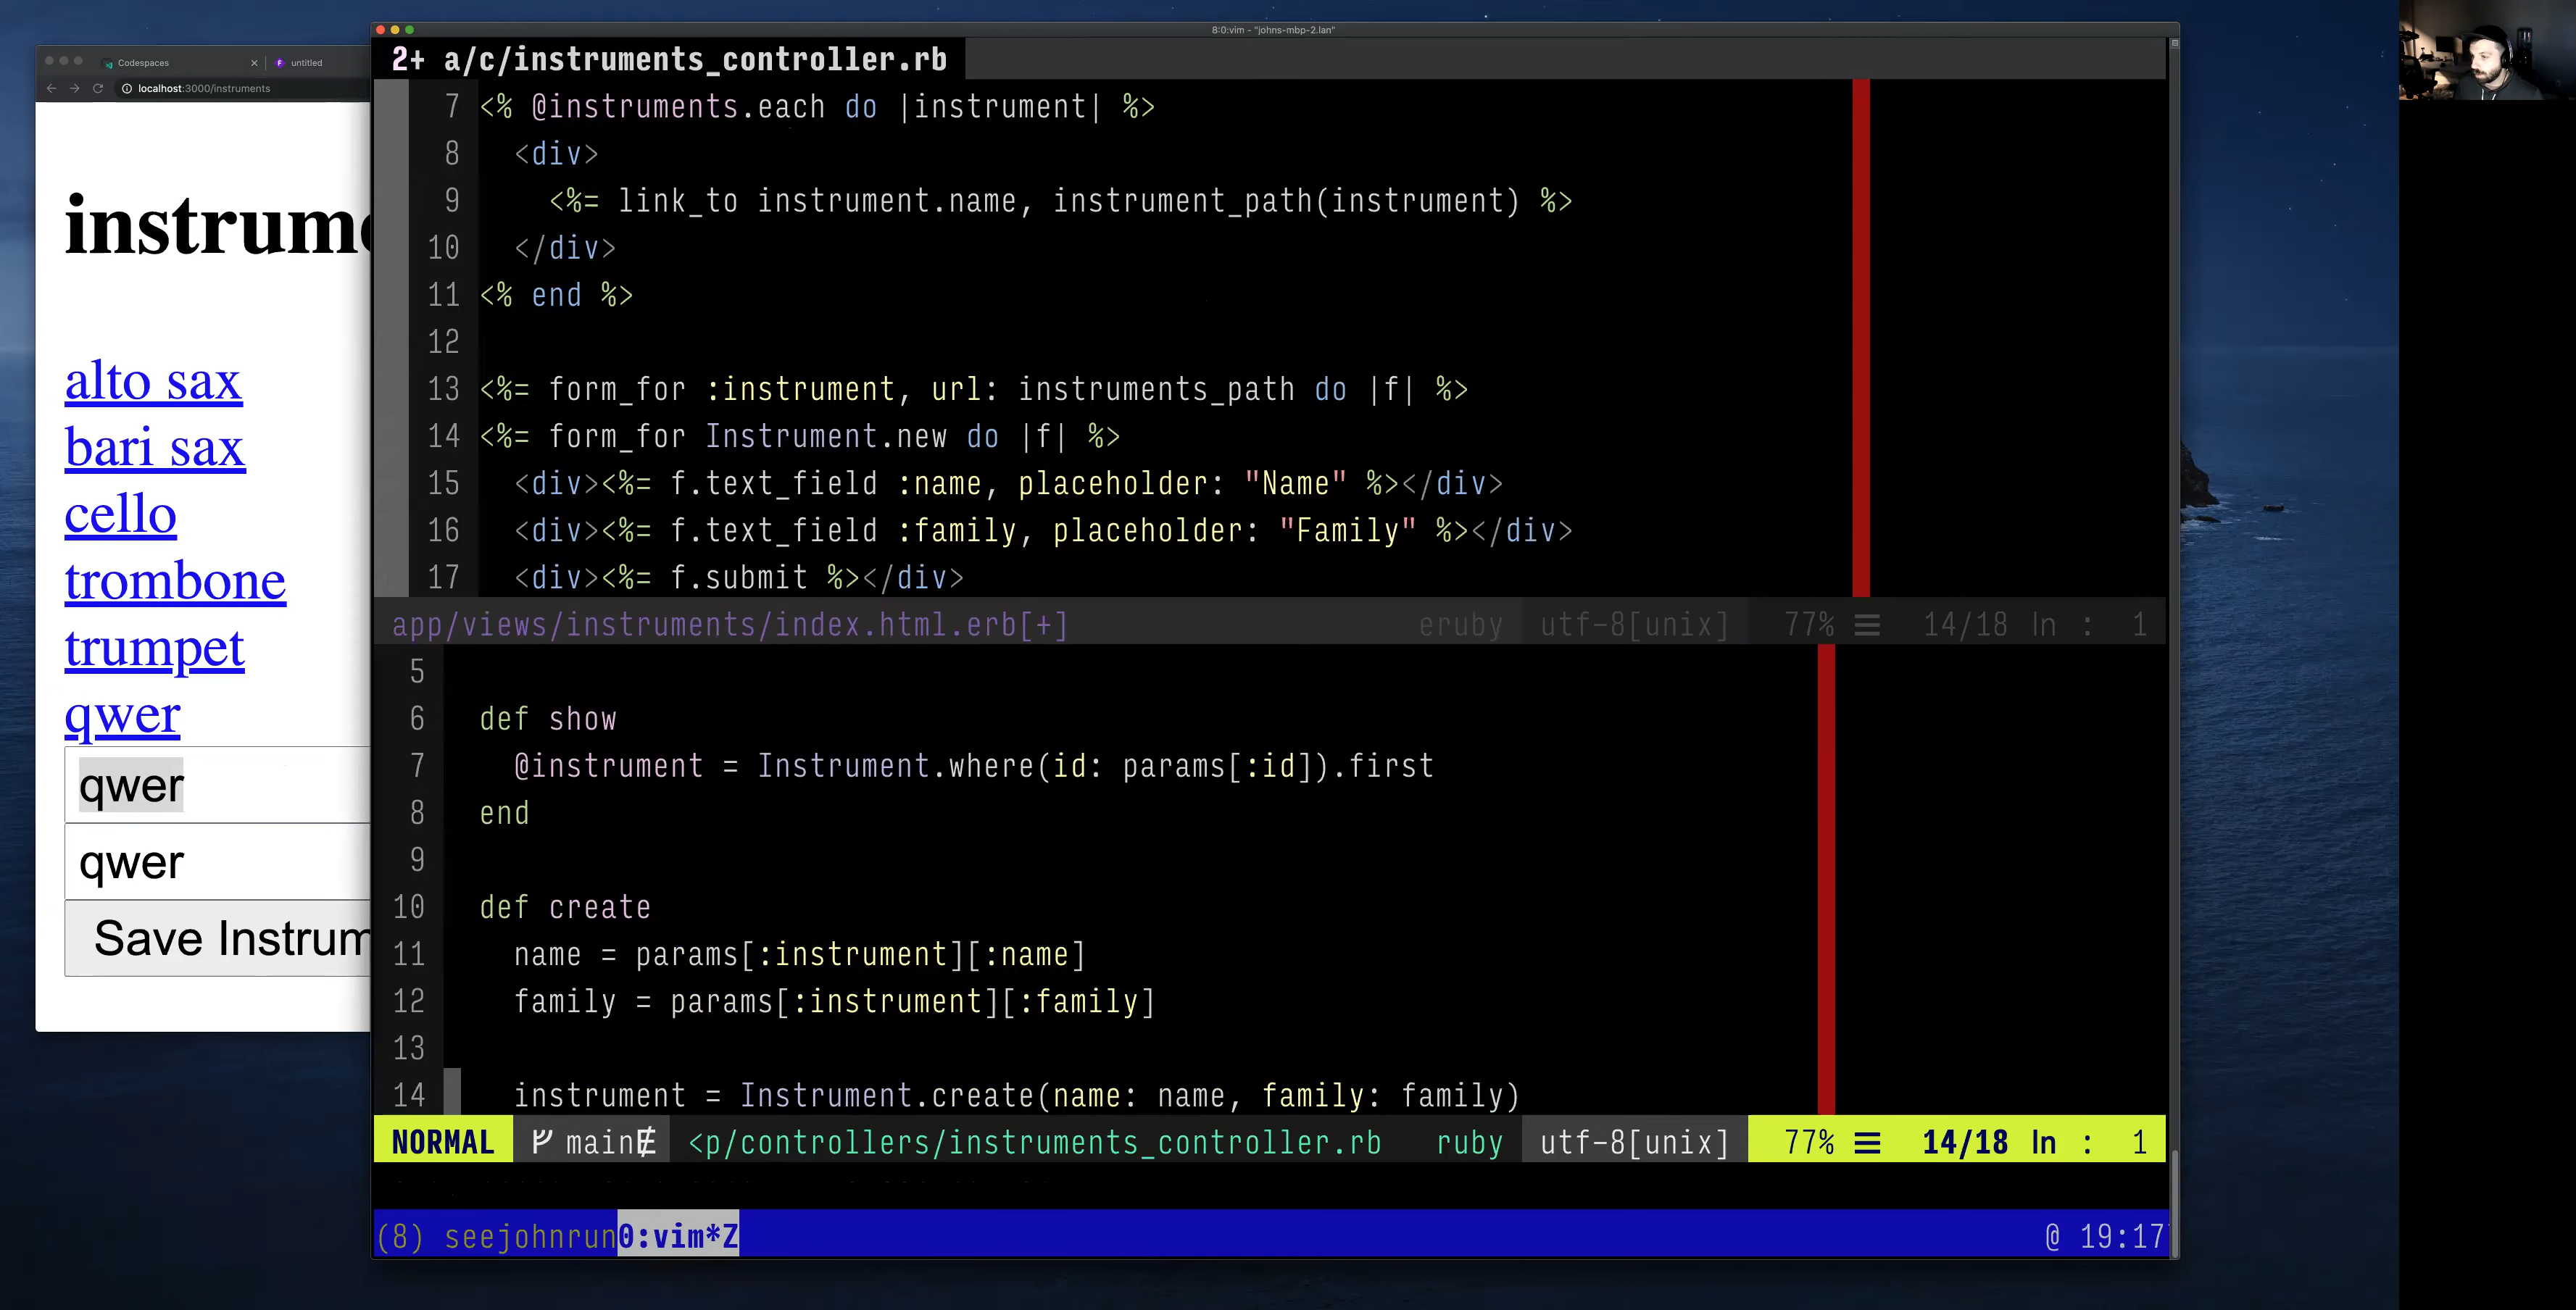 8:0:vim - "johns-mbp-2.lan"
Codespaces
untitled
localhost:3000/instruments
instrum
alto sax
bari sax
cello
trombone
trumpet
qwer
qwer
qwer
Save Instrum
2+ a/c/instruments_controller.rb
7 <% @instruments.each do |instrument| %>
8 <div>
9 <%= link_to instrument.name, instrument_path(instrument) %>
10 </div>
11 <% end %>
12
13 <%= form_for :instrument, url: instruments_path do |f| %>
14 <%= form_for Instrument.new do |f| %>
15 <div><%= f.text_field :name, placeholder: "Name" %></div>
16 <div><%= f.text_field :family, placeholder: "Family" %></div>
17 <div><%= f.submit %></div>
app/views/instruments/index.html.erb[+] eruby utf-8[unix] 77% ☰ 14/18 ln : 1
5
6 def show
7 @instrument = Instrument.where(id: params[:id]).first
8 end
9
10 def create
11 name = params[:instrument][:name]
12 family = params[:instrument][:family]
13
14 instrument = Instrument.create(name: name, family: family)
NORMAL main <p/controllers/instruments_controller.rb ruby utf-8[unix] 77% ☰ 14/18 ln : 1
(8) seejohnrun 0:vim*Z @ 19:17